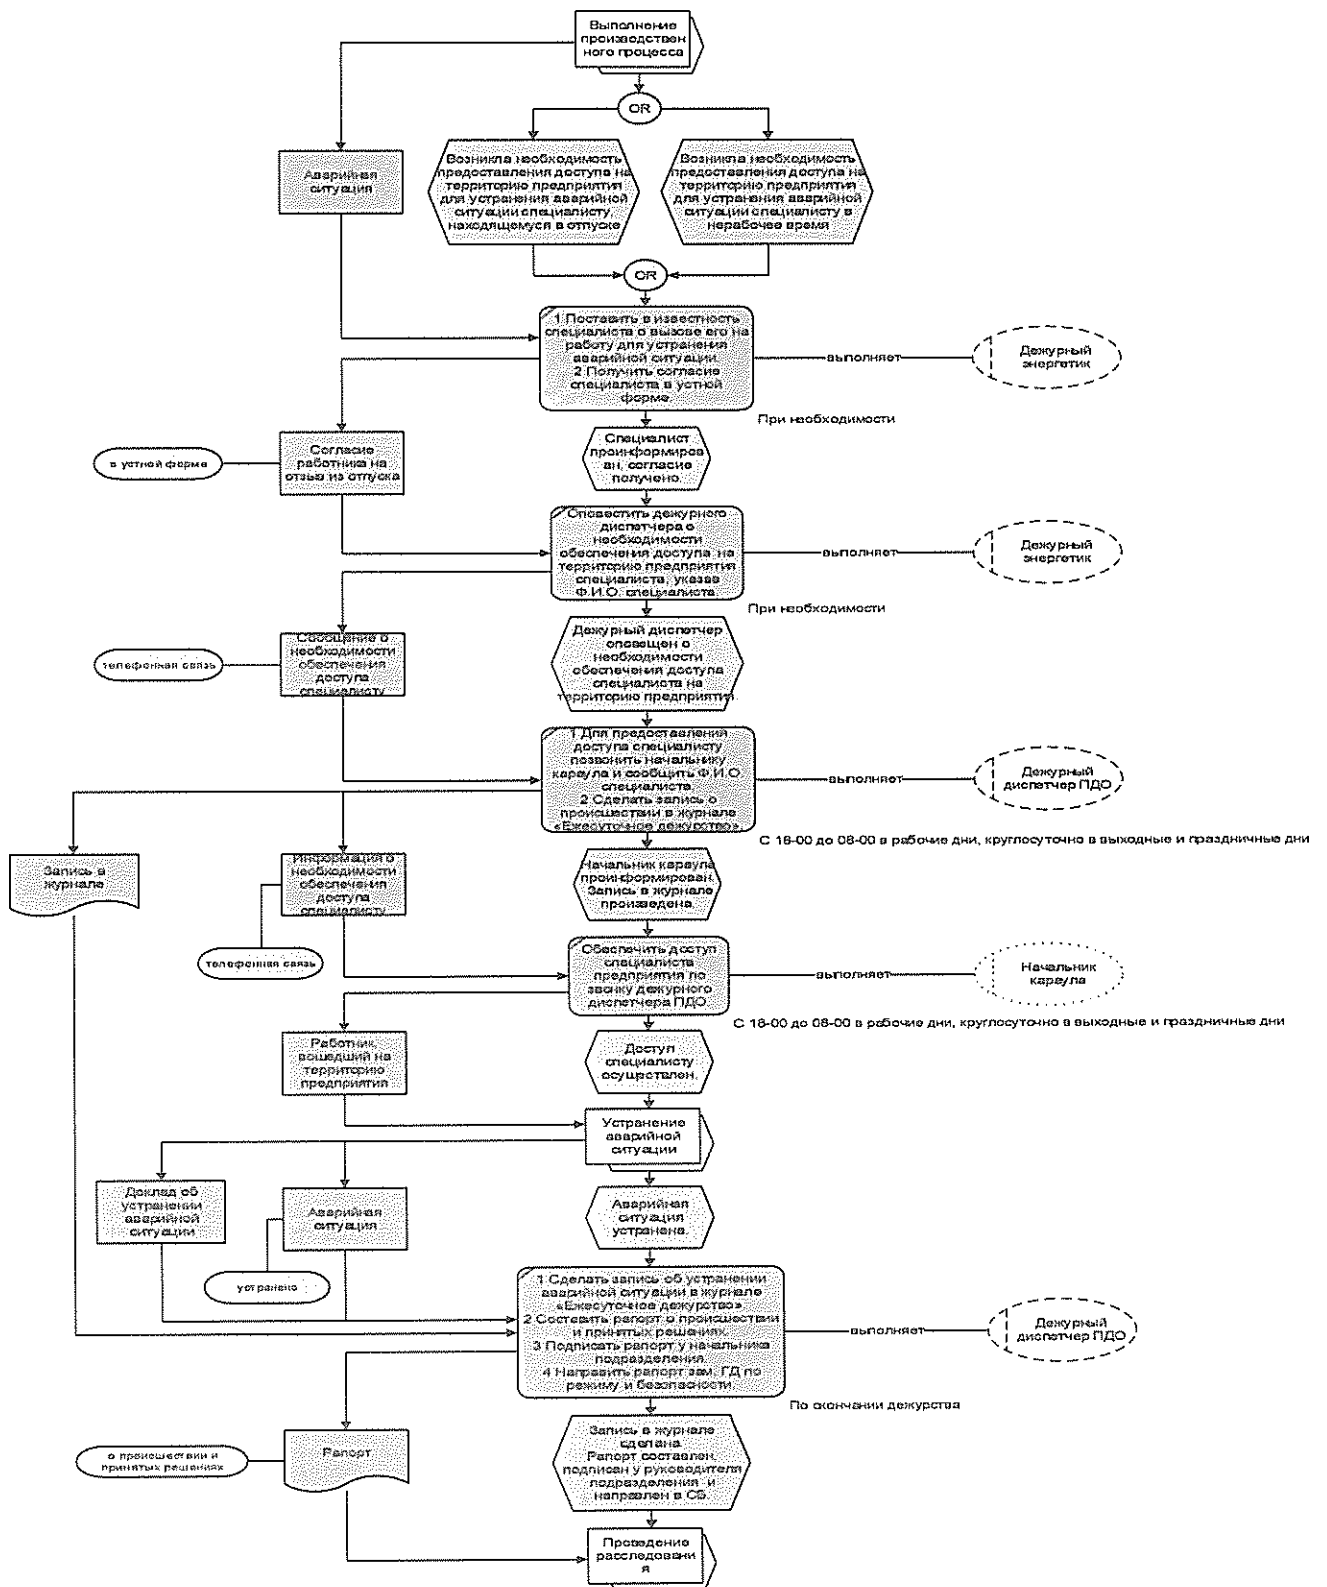 Выполнение
производствен
ного процесса
OR
Аварийная
ситуация
Возникла необходимость
предоставления доступа на
территорию предприятия
для устранения аварийной
ситуации специалисту,
находящемуся в отпуске
Возникла необходимость
предоставления доступа на
территорию предприятия
для устранения аварийной
ситуации специалисту в
нерабочее время
OR
1 Поставить в известность
специалиста о вызове его на
работу для устранения
аварийной ситуации.
2 Получить согласие
специалиста в устной
форме.
выполняет
Дежурный
энергетик
При необходимости
в устной форме
Согласие
работника на
отзыв из отпуска
Специалист
проинформиров
ан, согласие
получено.
Оповестить дежурного
диспетчера о
необходимости
обеспечения доступа на
территорию предприятия
специалиста, указав
Ф.И.О. специалиста.
выполняет
Дежурный
энергетик
При необходимости
телефонная связь
Сообщение о
необходимости
обеспечения
доступа
специалисту
Дежурный диспетчер
оповещен о
необходимости
обеспечения доступа
специалиста на
территорию предприятия.
1 Для предоставления
доступа специалисту
позвонить начальнику
караула и сообщить Ф.И.О.
специалиста.
2 Сделать запись о
происшествии в журнале
«Ежесуточное дежурство».
выполняет
Дежурный
диспетчер ПДО
С 16-00 до 08-00 в рабочие дни, круглосуточно в выходные и праздничные дни
Запись в
журнале
Информация о
необходимости
обеспечения
доступа
специалисту
телефонная связь
Начальник караула
проинформирован.
Запись в журнале
произведена.
Обеспечить доступ
специалиста
предприятия по
звонку дежурного
диспетчера ПДО
выполняет
Начальник
караула
С 16-00 до 08-00 в рабочие дни, круглосуточно в выходные и праздничные дни
Работник,
вошедший на
территорию
предприятия
Доступ
специалисту
осуществлен.
Устранение
аварийной
ситуации
Доклад об
устранении
аварийной
ситуации
Аварийная
ситуация
устранено
Аварийная
ситуация
устранена.
1 Сделать запись об устранении
аварийной ситуации в журнале
«Ежесуточное дежурство»
2 Составить рапорт о происшествии
и принятых решениях.
3 Подписать рапорт у начальника
подразделения.
4 Направить рапорт зам. ГД по
режиму и безопасности
выполняет
Дежурный
диспетчер ПДО
По окончании дежурства
о происшествии и
принятых решениях
Рапорт
Запись в журнале
сделана.
Рапорт составлен,
подписан у руководителя
подразделения и
направлен в СБ.
Проведение
расследовани
я